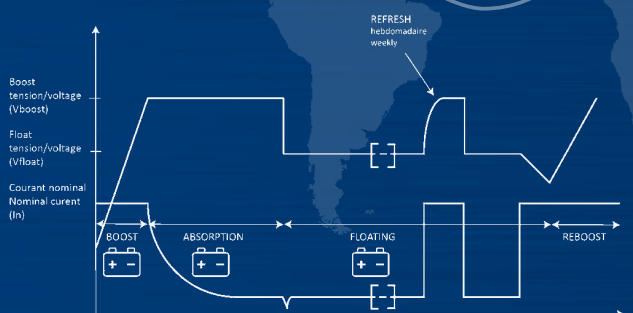 REFRESH
hebdomadaire
weekly
Boost
tension/voltage
(Vboost)
Float
tension/voltage
(Vfloat)
Courant nominal
Nominal curent
(In)
BOOST
ABSORPTION
FLOATING
REBOOST
+ -
+ -
+ -